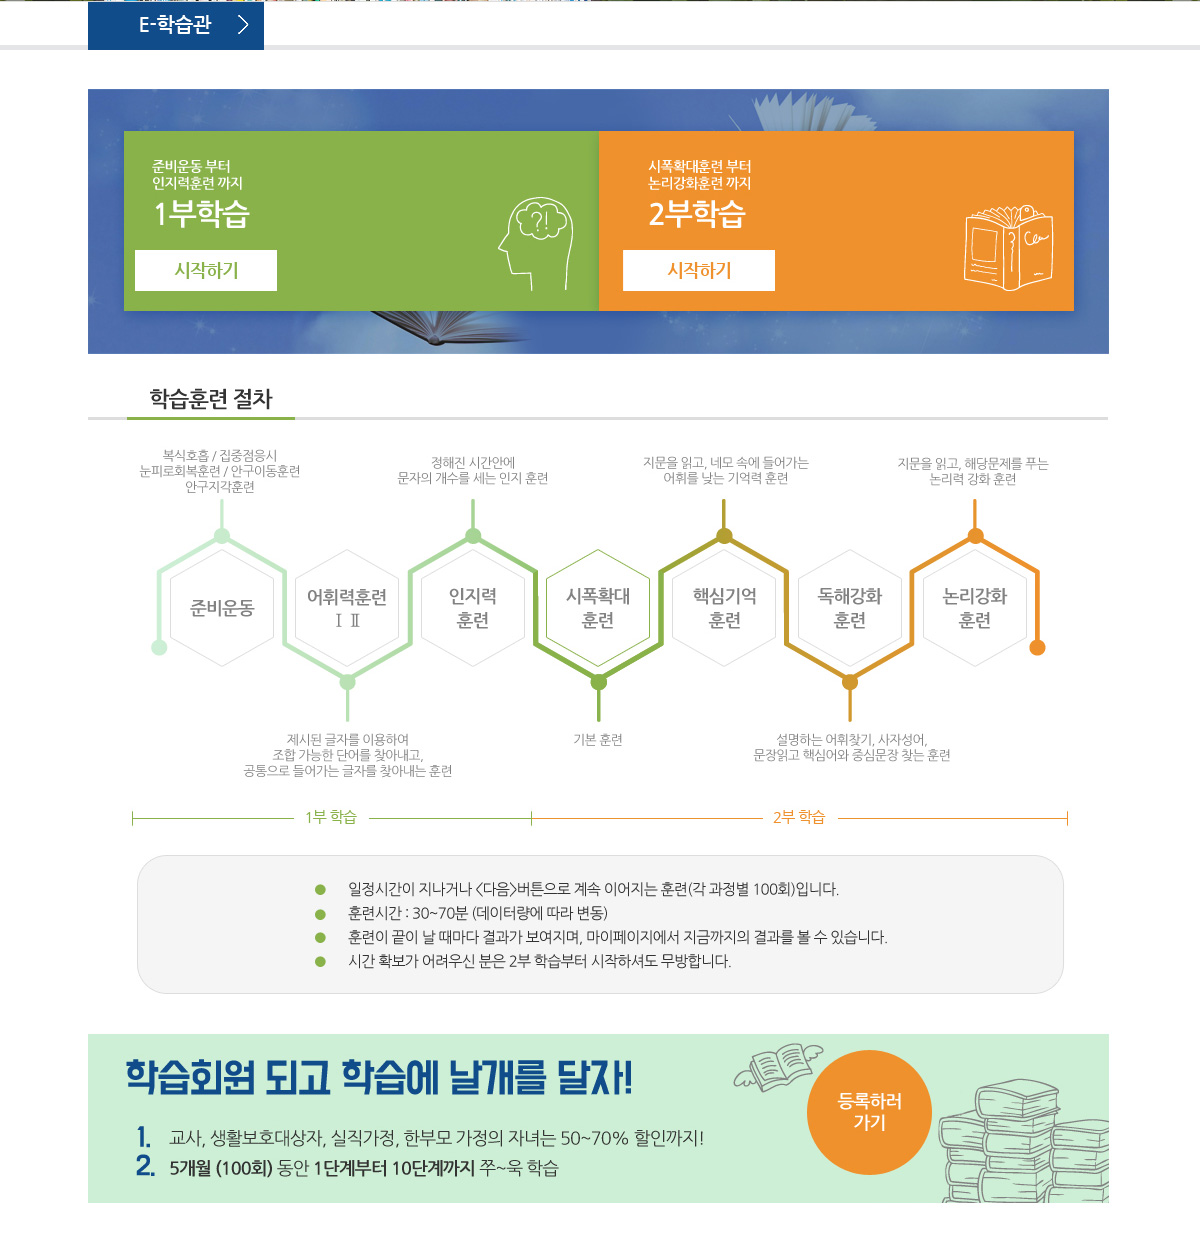 E-학습관
준비운동 부터
인지력훈련 까지
1부학습
시작하기
?!
시폭확대훈련 부터
논리강화훈련 까지
2부학습
시작하기
학습훈련 절차
복식호흡 / 집중점응시
눈피로회복훈련 / 안구이동훈련
안구지각훈련
정해진 시간안에
문자의 개수를 세는 인지 훈련
지문을 읽고, 네모 속에 들어가는
어휘를 낮는 기억력 훈련
지문을 읽고, 해당문제를 푸는
논리력 강화 훈련
준비운동
어휘력훈련
Ⅰ Ⅱ
인지력
훈련
시폭확대
훈련
핵심기억
훈련
독해강화
훈련
논리강화
훈련
제시된 글자를 이용하여
조합 가능한 단어를 찾아내고,
공통으로 들어가는 글자를 찾아내는 훈련
기본 훈련
설명하는 어휘찾기, 사자성어,
문장읽고 핵심어와 중심문장 찾는 훈련
1부 학습
2부 학습
일정시간이 지나거나 <다음>버튼으로 계속 이어지는 훈련(각 과정별 100회)입니다.
훈련시간 : 30~70분 (데이터량에 따라 변동)
훈련이 끝이 날 때마다 결과가 보여지며, 마이페이지에서 지금까지의 결과를 볼 수 있습니다.
시간 확보가 어려우신 분은 2부 학습부터 시작하셔도 무방합니다.
학습회원 되고 학습에 날개를 달자!
1. 교사, 생활보호대상자, 실직가정, 한부모 가정의 자녀는 50~70% 할인까지!
2. 5개월 (100회) 동안 1단계부터 10단계까지 쭈~욱 학습
등록하러
가기